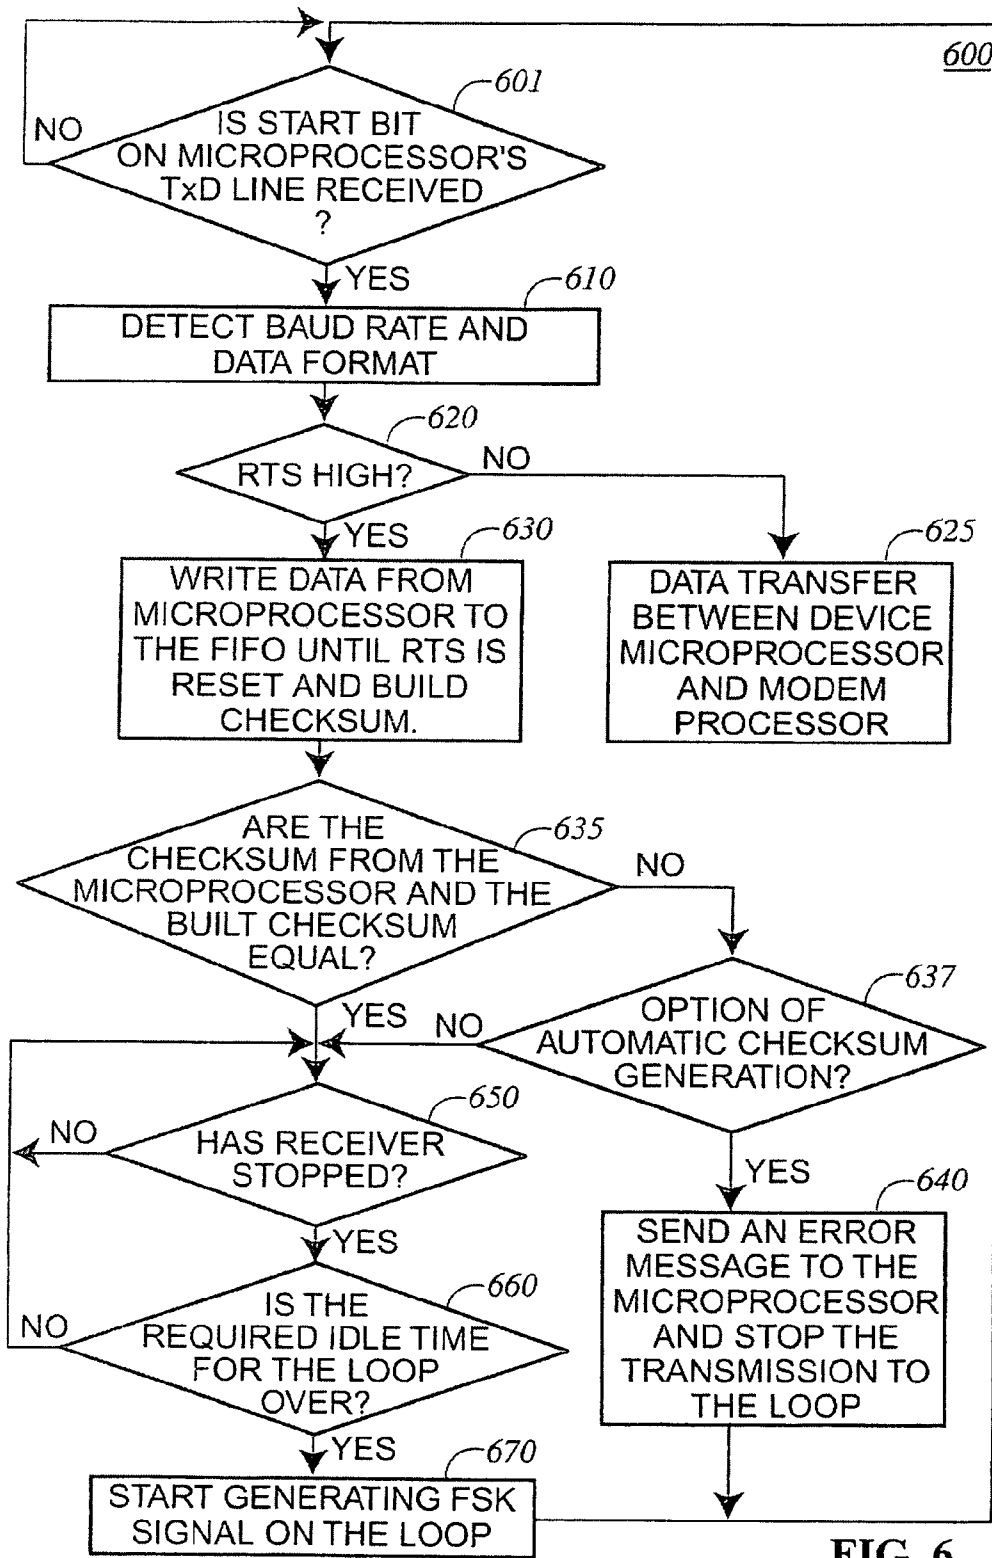 600
601
IS START BIT
ON MICROPROCESSOR'S
TxD LINE RECEIVED
?
NO
YES
610
DETECT BAUD RATE AND
DATA FORMAT
620
RTS HIGH?
NO
YES
630
WRITE DATA FROM
MICROPROCESSOR TO
THE FIFO UNTIL RTS IS
RESET AND BUILD
CHECKSUM.
625
DATA TRANSFER
BETWEEN DEVICE
MICROPROCESSOR
AND MODEM
PROCESSOR
635
ARE THE
CHECKSUM FROM THE
MICROPROCESSOR AND THE
BUILT CHECKSUM
EQUAL?
NO
YES
637
OPTION OF
AUTOMATIC CHECKSUM
GENERATION?
NO
YES
650
HAS RECEIVER
STOPPED?
NO
YES
640
SEND AN ERROR
MESSAGE TO THE
MICROPROCESSOR
AND STOP THE
TRANSMISSION TO
THE LOOP
660
IS THE
REQUIRED IDLE TIME
FOR THE LOOP
OVER?
NO
YES
670
START GENERATING FSK
SIGNAL ON THE LOOP
FIG. 6